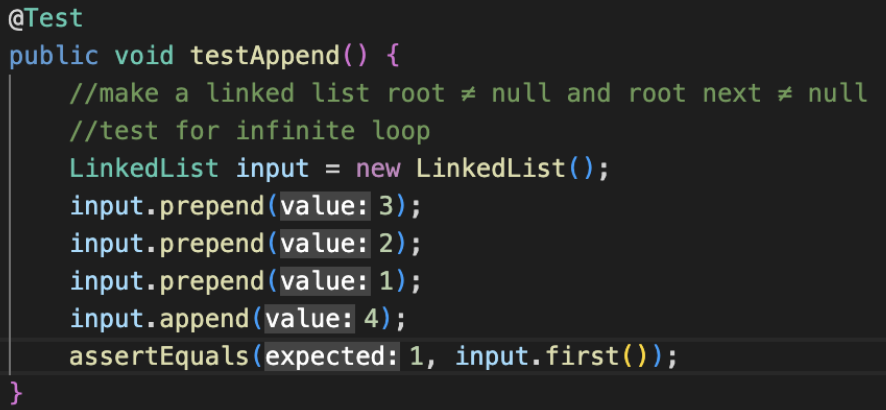 @Test
public void testAppend() {
//make a linked list root ≠ null and root next ≠ null
//test for infinite loop
LinkedList input = new LinkedList();
input.prepend(value: 3);
input.prepend(value: 2);
input.prepend(value: 1);
input.append(value: 4);
assertEquals(expected: 1, input.first());
}